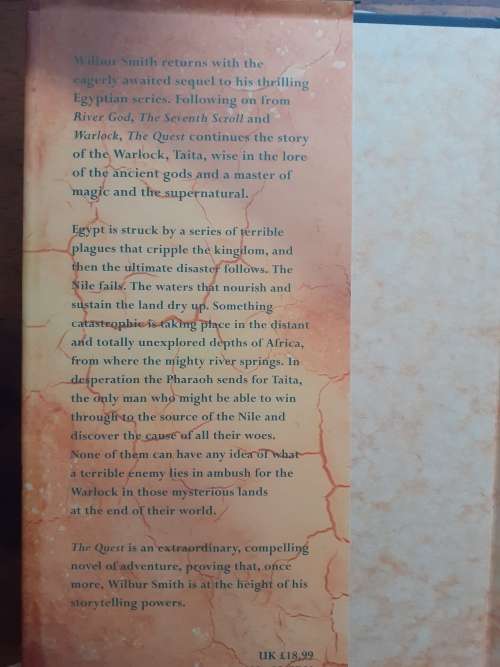 Wilbur Smith returns with the
eagerly awaited sequel to his thrilling
Egyptian series. Following on from
River God, The Seventh Scroll and
Warlock, The Quest continues the story
of the Warlock, Taita, wise in the lore
of the ancient gods and a master of
magic and the supernatural.
Egypt is struck by a series of terrible
plagues that cripple the kingdom, and
then the ultimate disaster follows. The
Nile fails. The waters that nourish and
sustain the land dry up. Something
catastrophic is taking place in the distant
and totally unexplored depths of Africa,
from where the mighty river springs. In
desperation the Pharaoh sends for Taita,
the only man who might be able to win
through to the source of the Nile and
discover the cause of all their woes.
None of them can have any idea of what
a terrible enemy lies in ambush for the
Warlock in those mysterious lands
at the end of their world.
The Quest is an extraordinary, compelling
novel of adventure, proving that, once
more, Wilbur Smith is at the height of his
storytelling powers.
UK £18.99